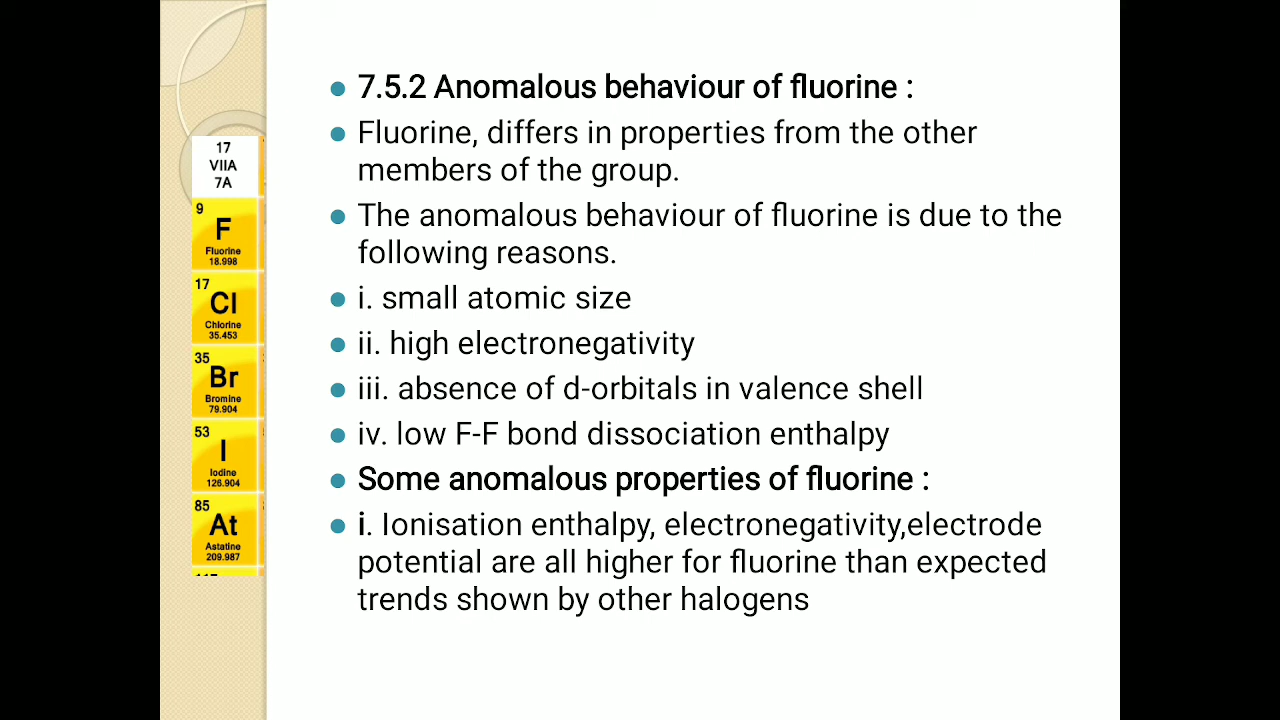 7.5.2 Anomalous behaviour of fluorine :
Fluorine, differs in properties from the other
members of the group.
The anomalous behaviour of fluorine is due to the
following reasons.
i. small atomic size
ii. high electronegativity
iii. absence of d-orbitals in valence shell
iv. low F-F bond dissociation enthalpy
Some anomalous properties of fluorine :
i. Ionisation enthalpy, electronegativity,electrode
potential are all higher for fluorine than expected
trends shown by other halogens
17
VIIA
7A
9
F
Fluorine
18.998
17
Cl
Chlorine
35.453
35
Br
Bromine
79.904
53
I
Iodine
126.904
85
At
Astatine
209.987